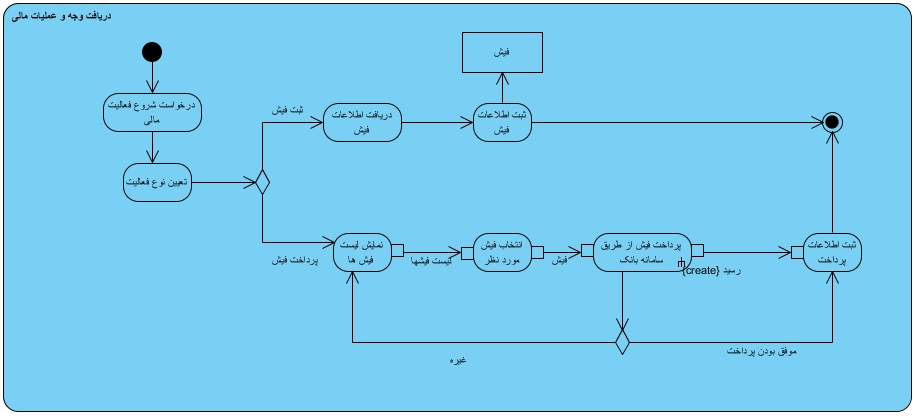 دریافت وجه و عملیات مالی
درخواست شروع فعالیت
مالی
تعیین نوع فعالیت
ثبت فیش
دریافت اطلاعات
فیش
ثبت اطلاعات
فیش
فیش
پرداخت فیش
نمایش لیست
فیش ها
لیست فیشها
انتخاب فیش
مورد نظر
فیش
پرداخت فیش از طریق
سامانه بانک
رسید {create}
ثبت اطلاعات
پرداخت
غیره
موفق بودن پرداخت